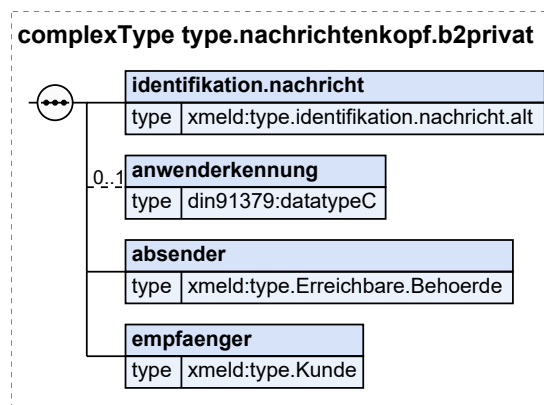 complexType type.nachrichtenkopf.b2privat
identifikation.nachricht
type xmeld:type.identifikation.nachricht.alt
0..1
anwenderkennung
type din91379:datatypeC
absender
type xmeld:type.Erreichbare.Behoerde
empfaenger
type xmeld:type.Kunde